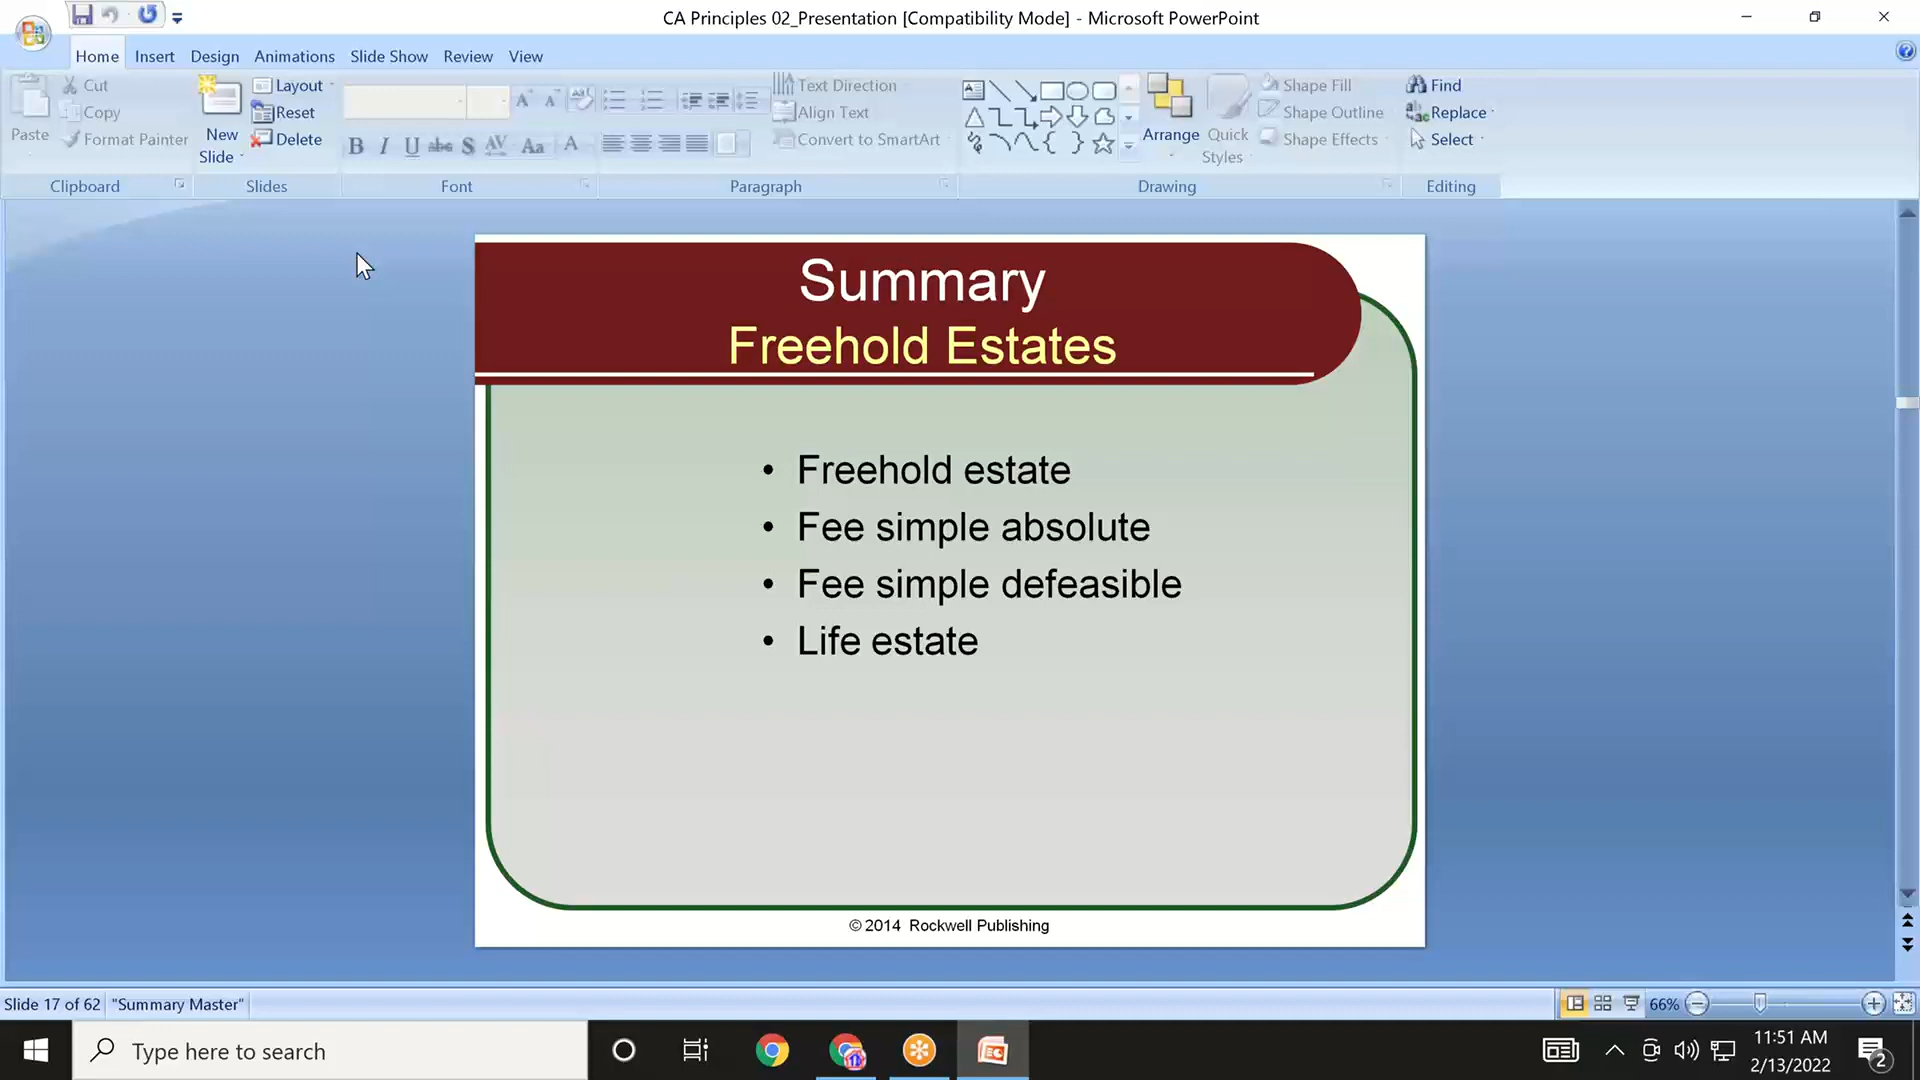 CA Principles 02_Presentation [Compatibility Mode] - Microsoft PowerPoint
Home Insert Design Animations Slide Show Review View
Paste
Cut
Copy
Format Painter
Clipboard
New
Slide
Layout
Reset
Delete
Slides
B I U abc S AV Aa A
Font
Text Direction
Align Text
Convert to SmartArt
Paragraph
Arrange
Quick
Styles
Shape Fill
Shape Outline
Shape Effects
Drawing
Find
Replace
Select
Editing
Summary
Freehold Estates
• Freehold estate
• Fee simple absolute
• Fee simple defeasible
• Life estate
© 2014 Rockwell Publishing
Slide 17 of 62 "Summary Master" 66%
Type here to search
11:51 AM
2/13/2022
2